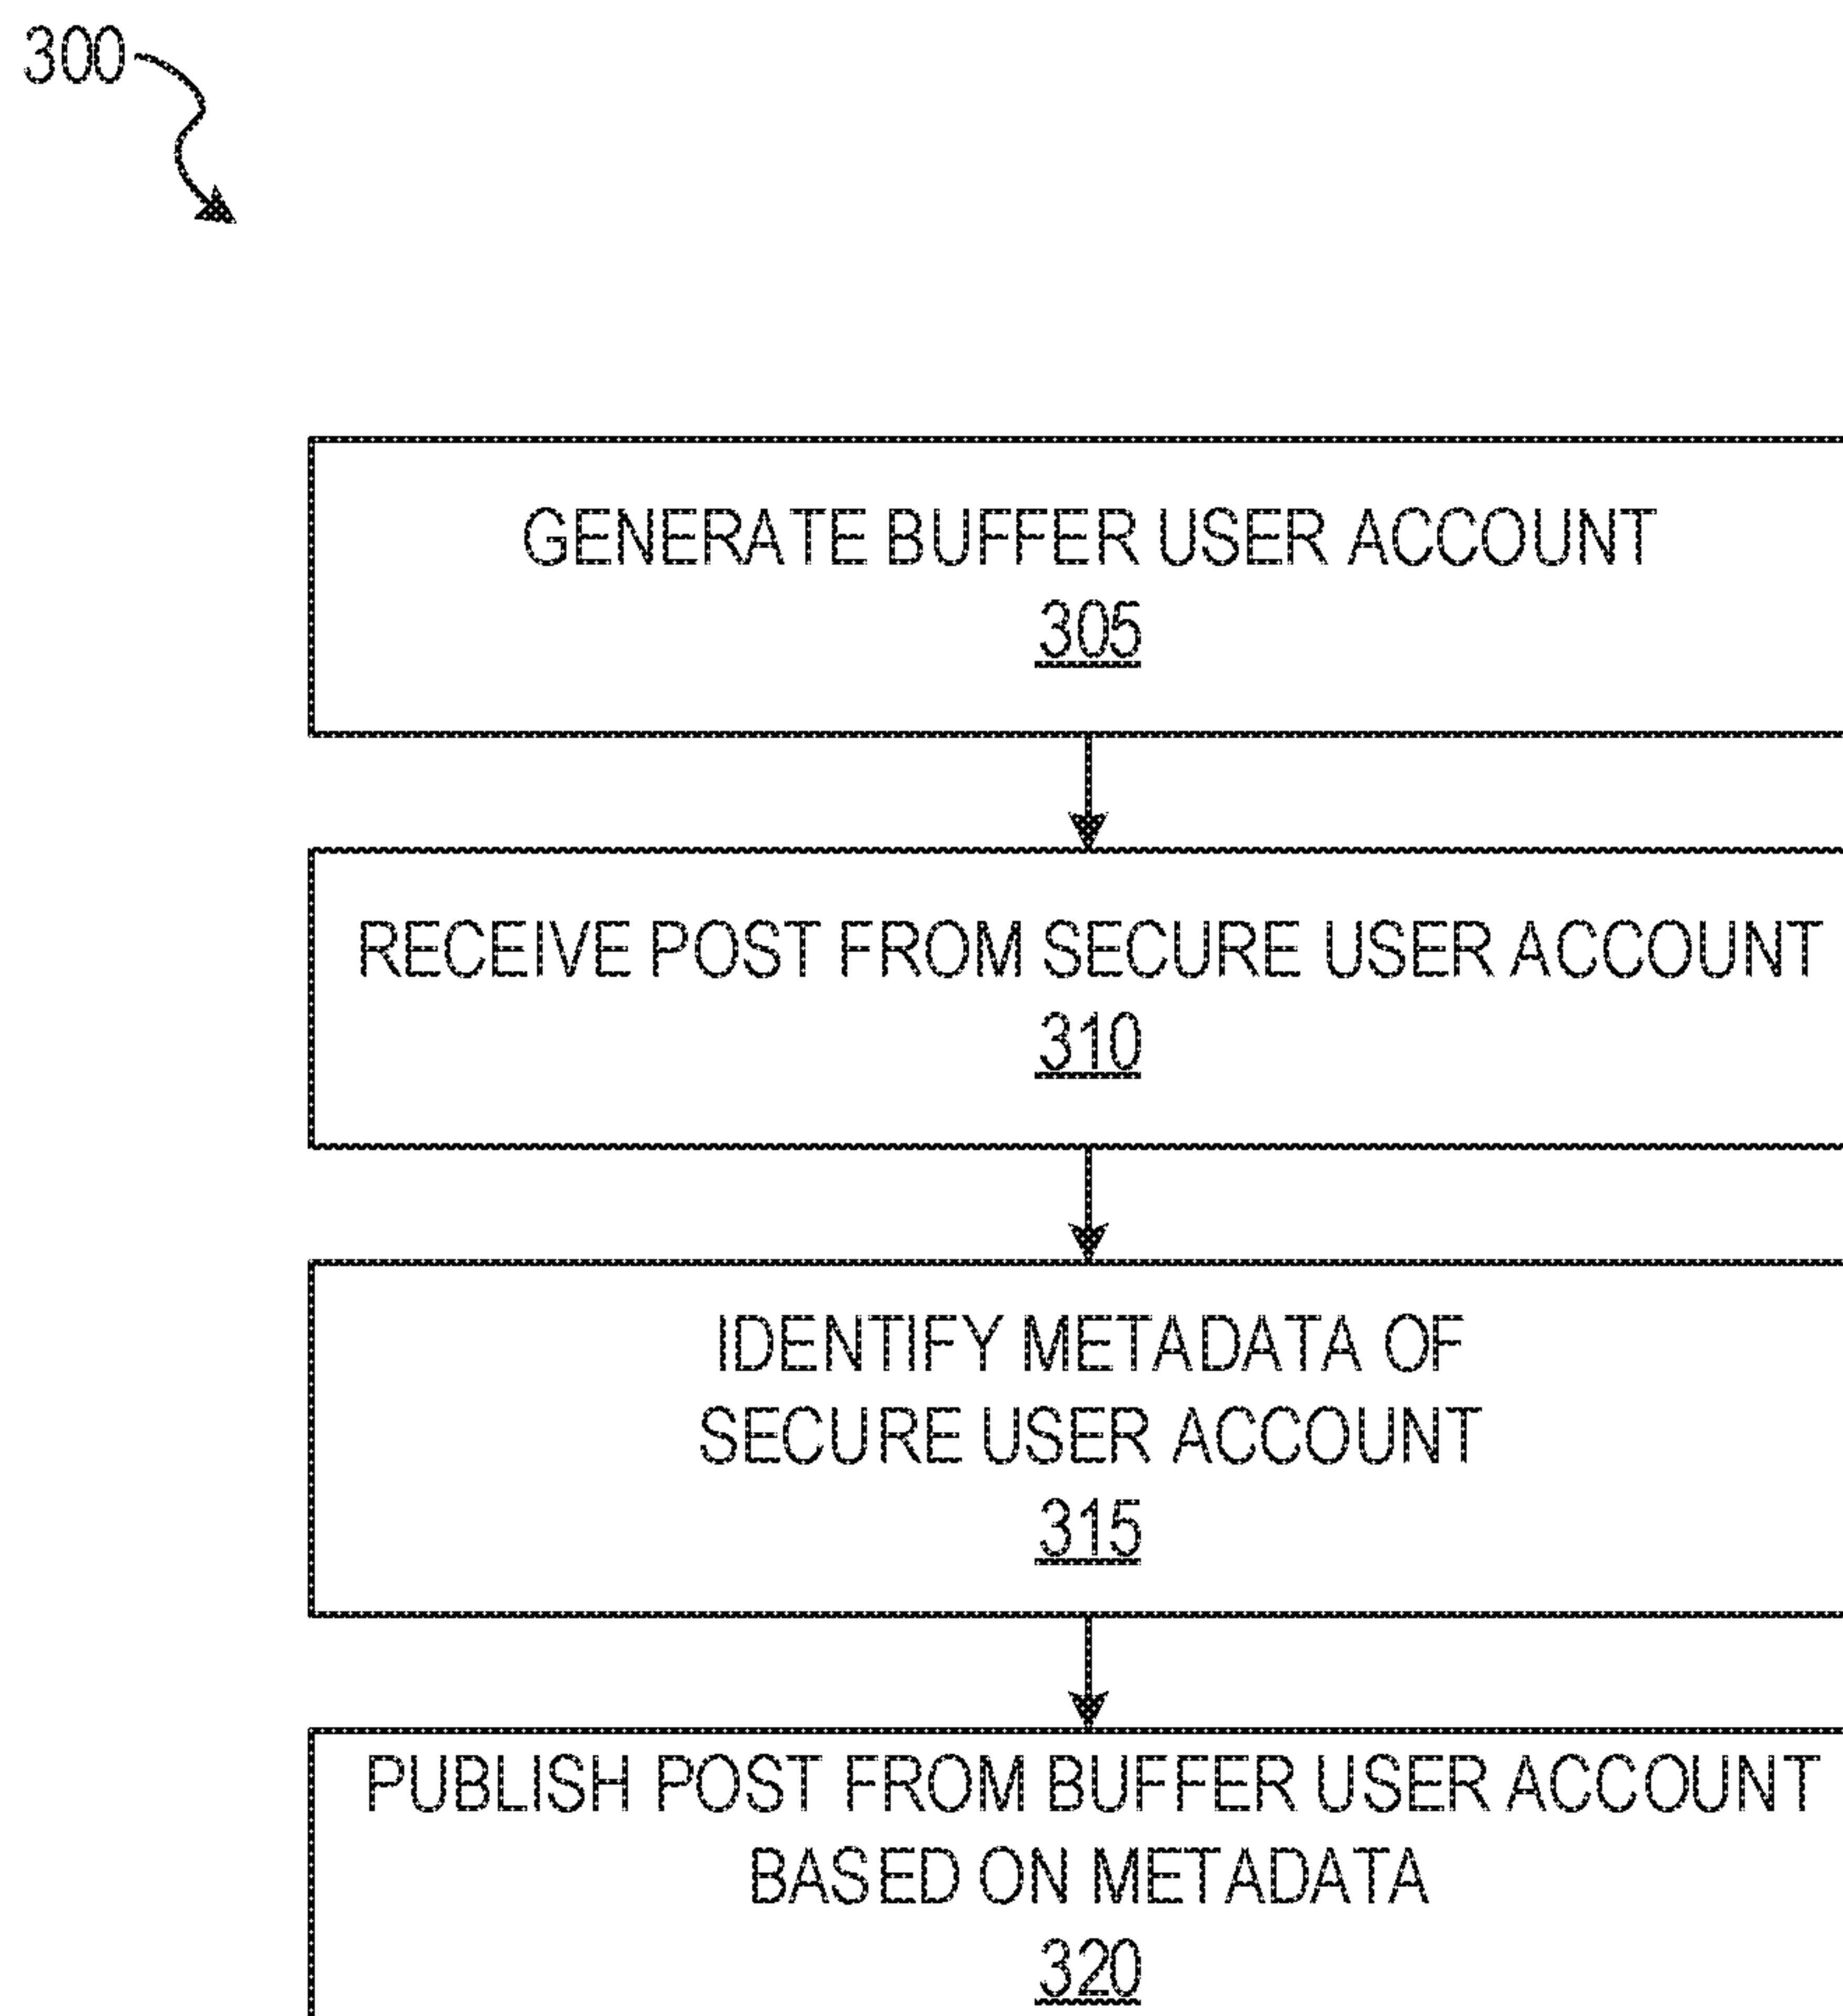 300
GENERATE BUFFER USER ACCOUNT
305
RECEIVE POST FROM SECURE USER ACCOUNT
310
IDENTIFY METADATA OF
SECURE USER ACCOUNT
315
PUBLISH POST FROM BUFFER USER ACCOUNT
BASED ON METADATA
320